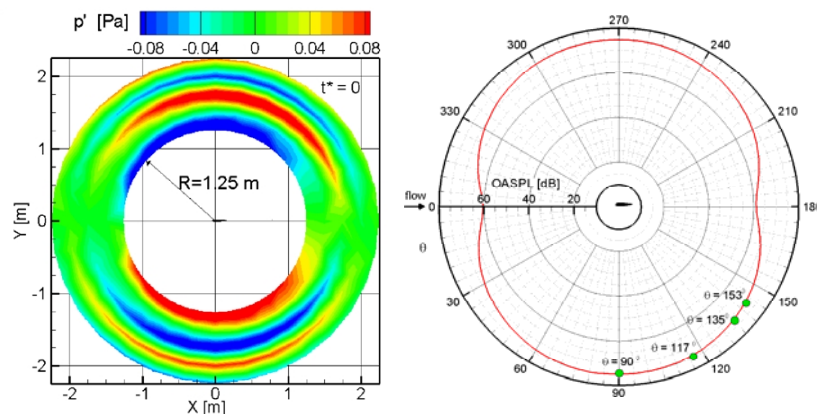 p' [Pa]
-0.08 -0.04 0 0.04 0.08
t* = 0
R=1.25 m
2
1
0
-1
-2
Y [m]
-2 -1 0 1 2
X [m]
270
300 240
330 210
OASPL [dB]
flow
0 60 40 20 180
θ
θ = 153°
30 150
θ = 135°
θ = 117°
θ = 90°
60 120
90